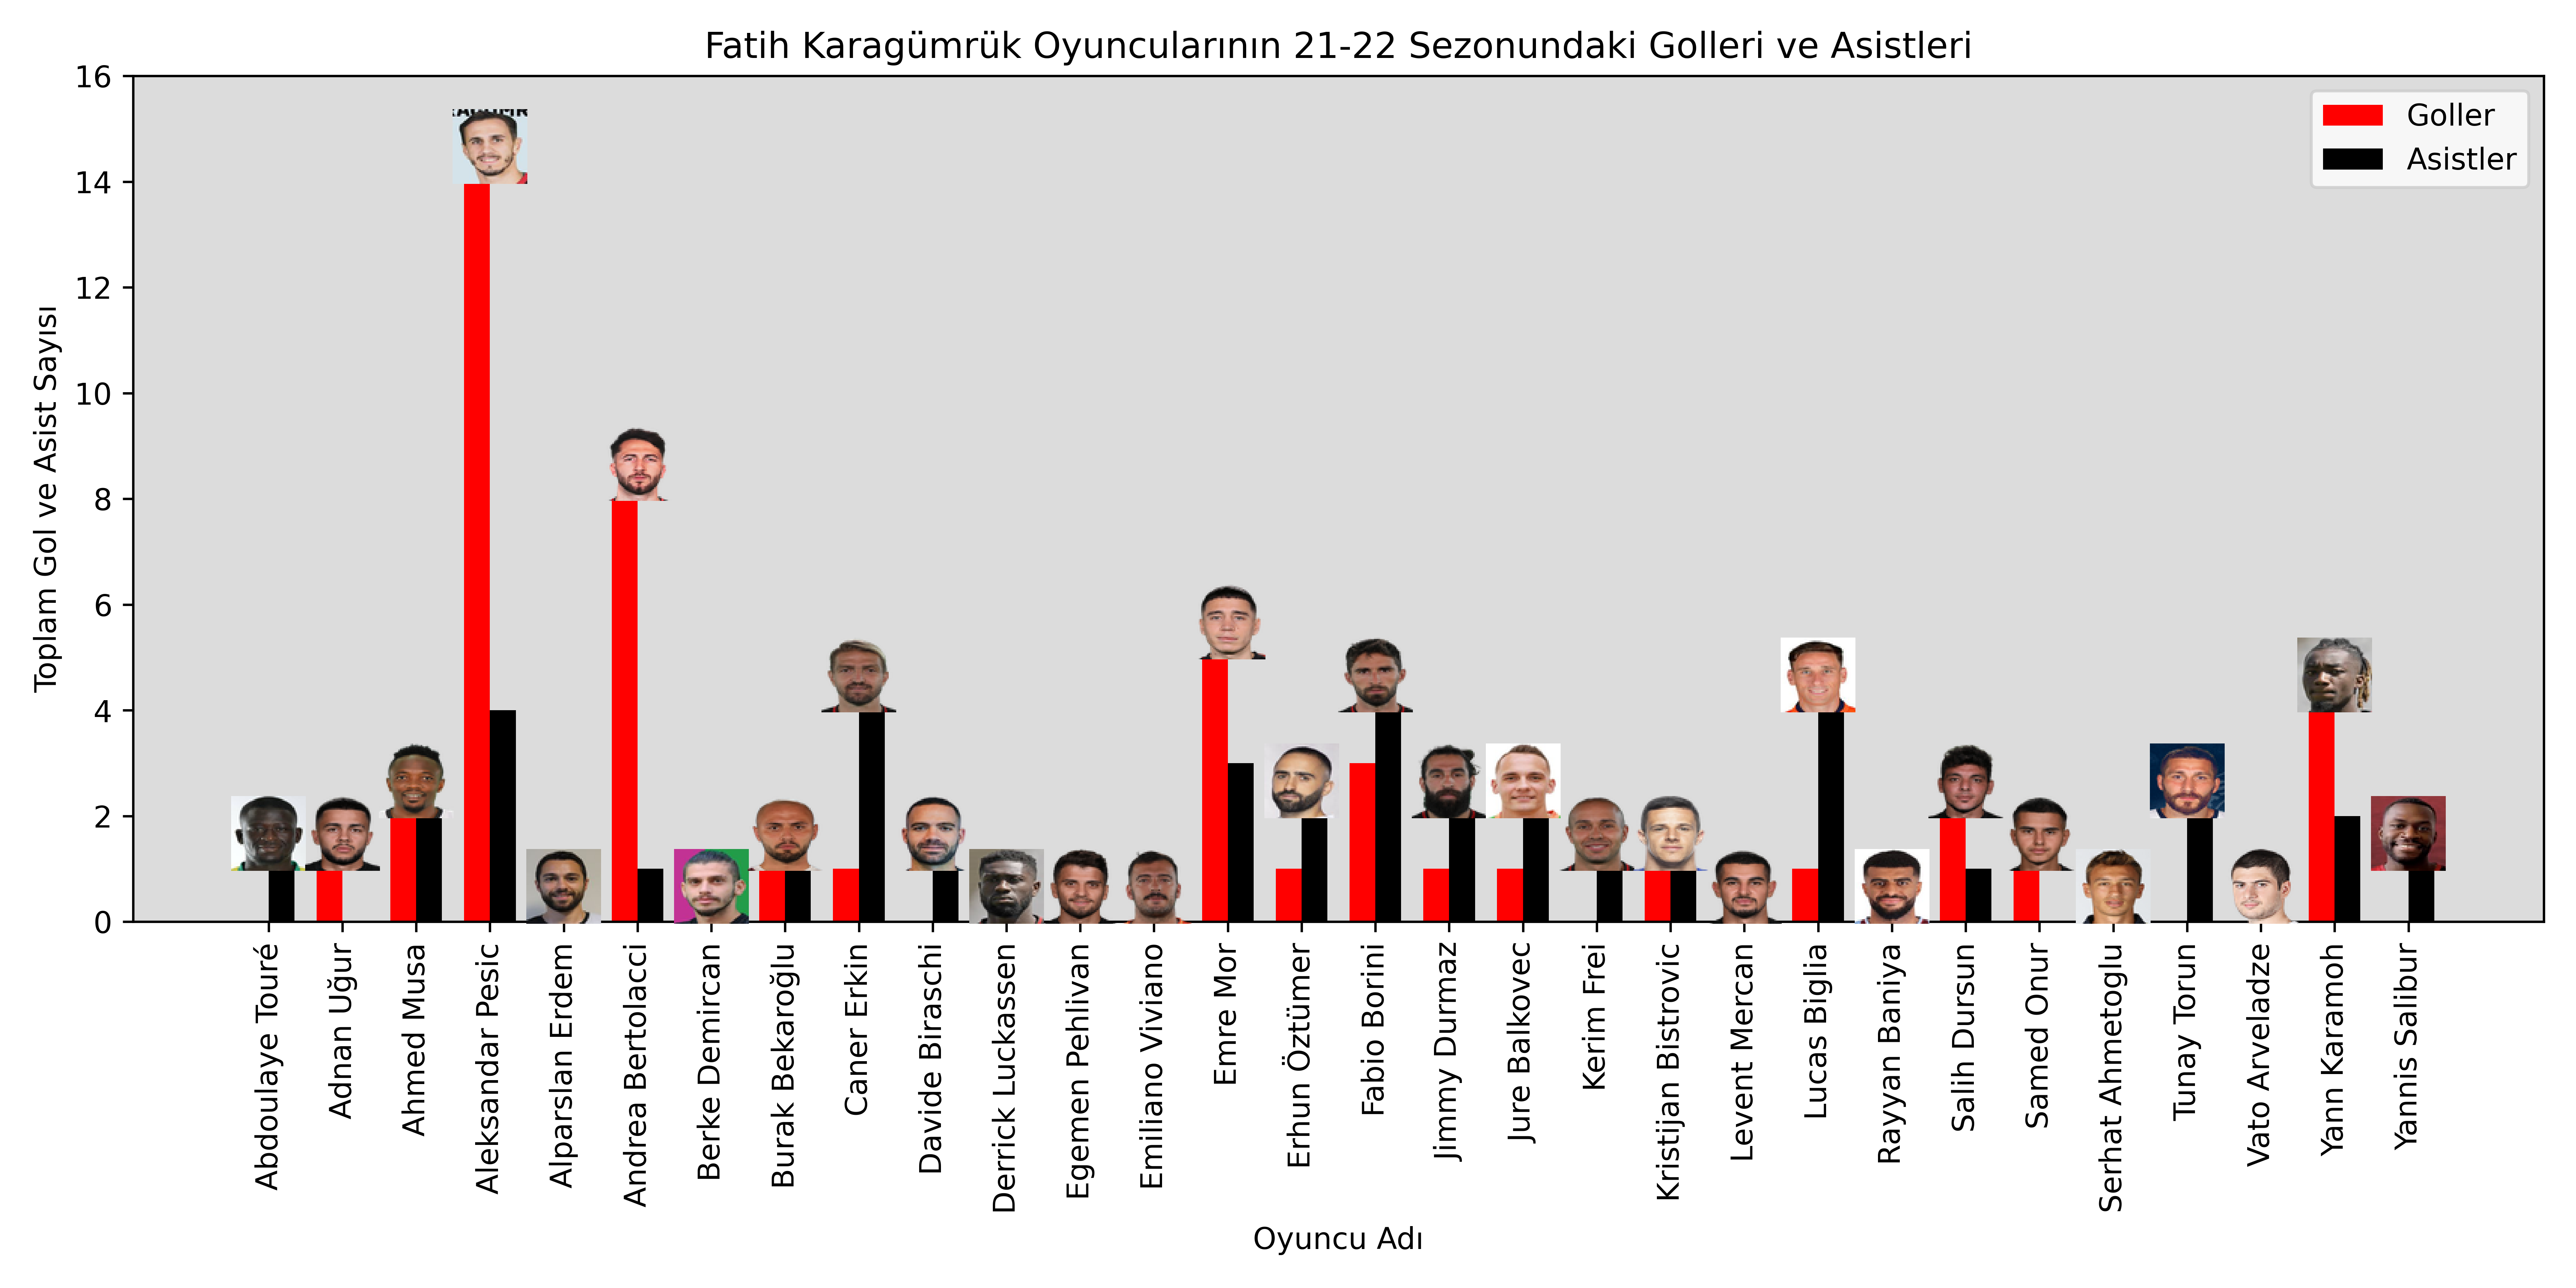 Fatih Karagümrük Oyuncularının 21-22 Sezonundaki Golleri ve Asistleri
Goller
Asistler
Toplam Gol ve Asist Sayısı
16
14
12
10
8
6
4
2
0
Abdoulaye Touré
Adnan Uğur
Ahmed Musa
Aleksandar Pesic
Alparslan Erdem
Andrea Bertolacci
Berke Demircan
Burak Bekaroğlu
Caner Erkin
Davide Biraschi
Derrick Luckassen
Egemen Pehlivan
Emiliano Viviano
Emre Mor
Erhun Öztümer
Fabio Borini
Jimmy Durmaz
Jure Balkovec
Kerim Frei
Kristijan Bistrovic
Levent Mercan
Lucas Biglia
Rayyan Baniya
Salih Dursun
Samed Onur
Serhat Ahmetoglu
Tunay Torun
Vato Arveladze
Yann Karamoh
Yannis Salibur
Oyuncu Adı